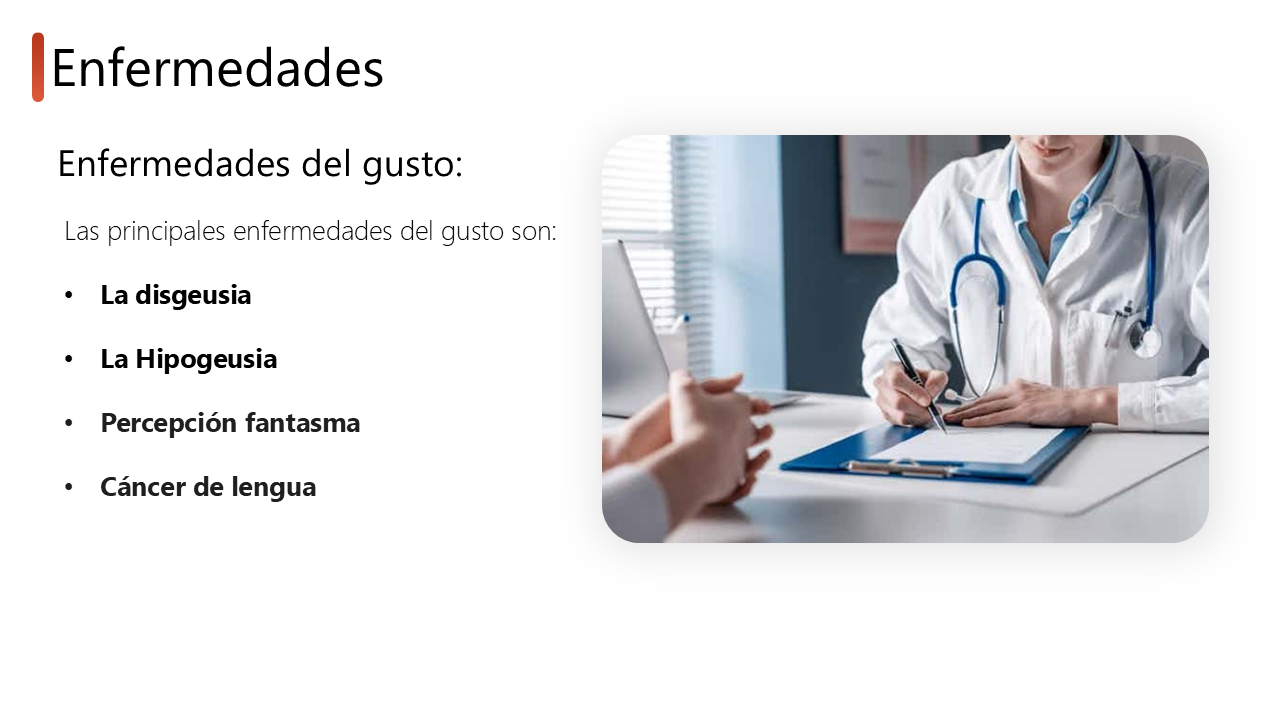 Enfermedades
Enfermedades del gusto:
Las principales enfermedades del gusto son:
• La disgeusia
• La Hipogeusia
• Percepción fantasma
• Cáncer de lengua